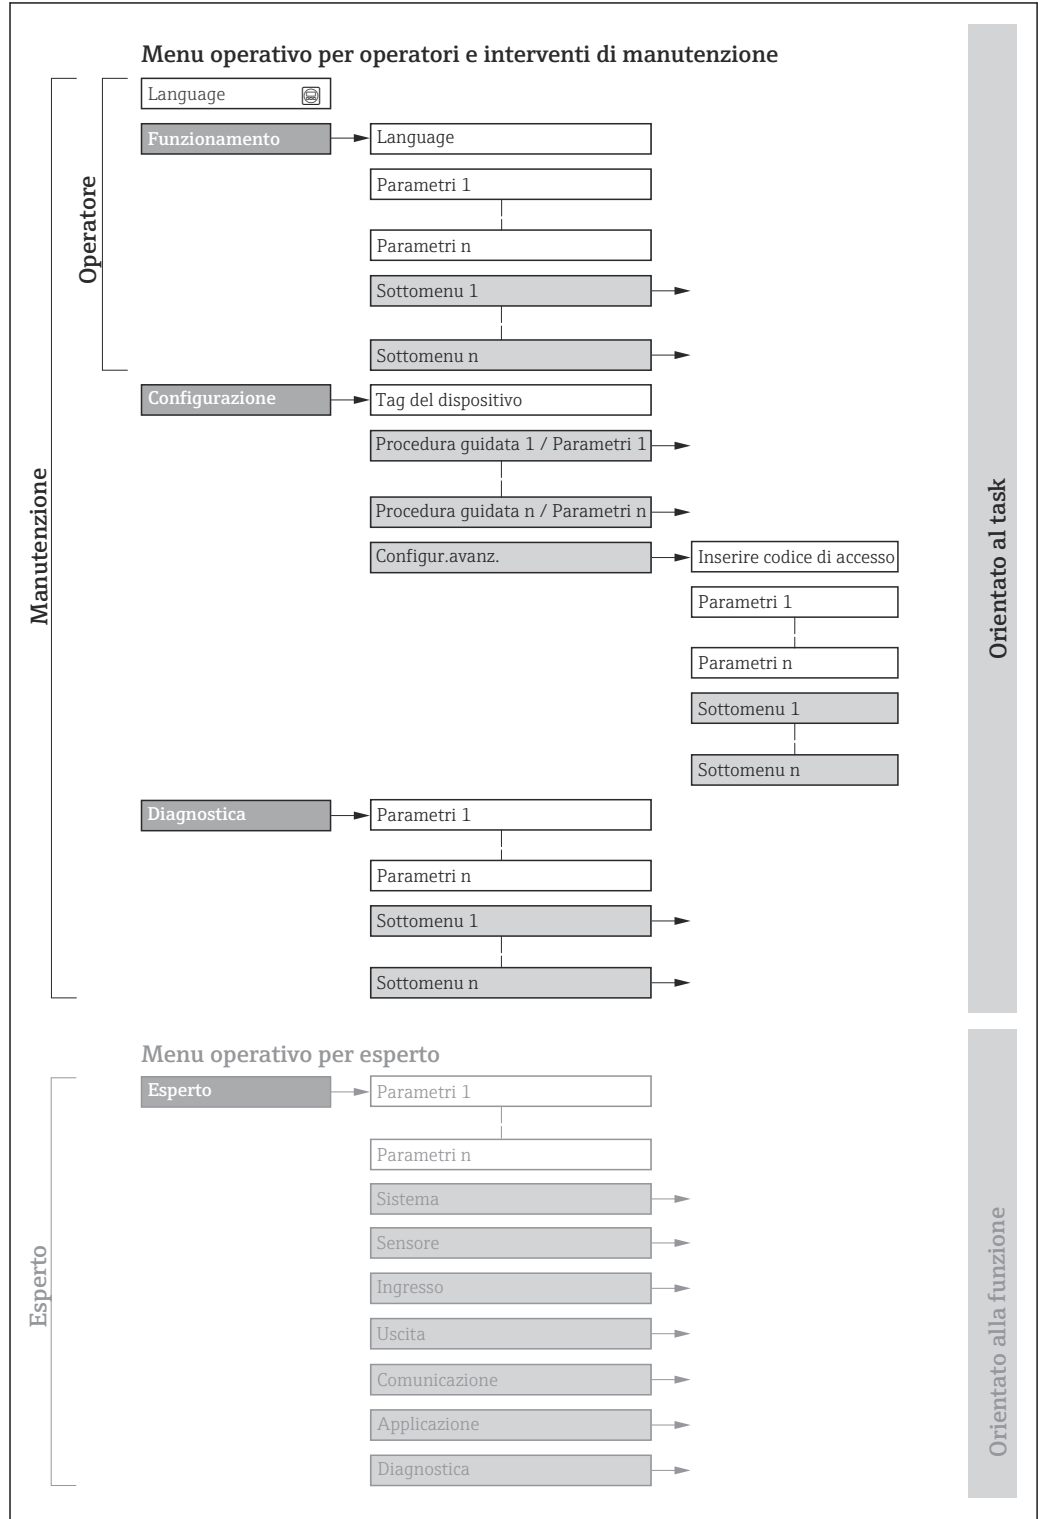 Menu operativo per operatori e interventi di manutenzione
Language
Funzionamento
Language
Parametri 1
Parametri n
Sottomenu 1
Sottomenu n
Operatore
Configurazione
Tag del dispositivo
Procedura guidata 1 / Parametri 1
Procedura guidata n / Parametri n
Configur.avanz.
Inserire codice di accesso
Parametri 1
Parametri n
Sottomenu 1
Sottomenu n
Manutenzione
Orientato al task
Diagnostica
Parametri 1
Parametri n
Sottomenu 1
Sottomenu n
Menu operativo per esperto
Esperto
Parametri 1
Parametri n
Sistema
Sensore
Ingresso
Uscita
Comunicazione
Applicazione
Diagnostica
Esperto
Orientato alla funzione